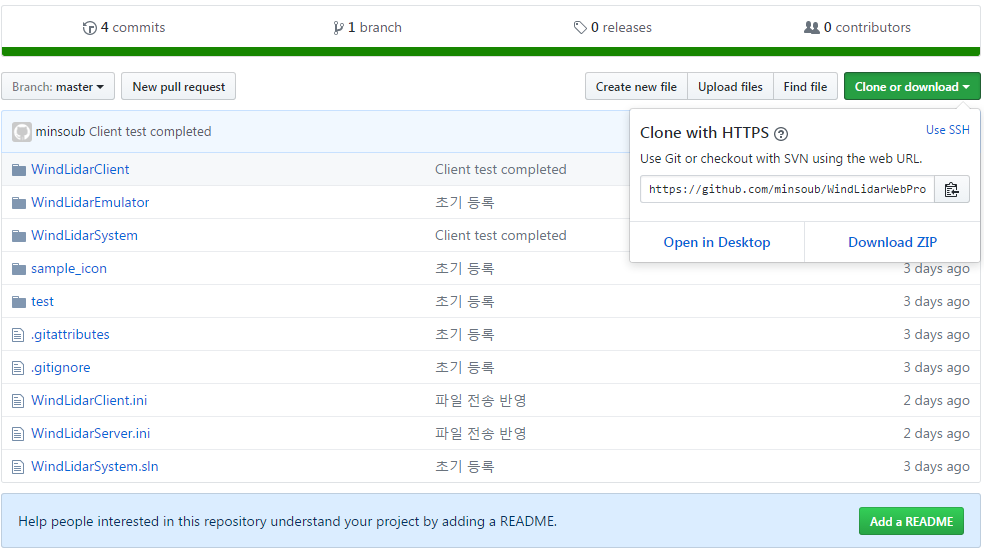 4 commits 1 branch 0 releases 0 contributors
Branch: master New pull request Create new file Upload files Find file Clone or download
minsoub Client test completed
Clone with HTTPS ? Use SSH
Use Git or checkout with SVN using the web URL.
https://github.com/minsoub/WindLidarWebPro
Open in Desktop Download ZIP
WindLidarClient Client test completed
WindLidarEmulator 초기 등록
WindLidarSystem Client test completed
sample_icon 초기 등록 3 days ago
test 초기 등록 3 days ago
.gitattributes 초기 등록 3 days ago
.gitignore 초기 등록 3 days ago
WindLidarClient.ini 파일 전송 반영 2 days ago
WindLidarServer.ini 파일 전송 반영 2 days ago
WindLidarSystem.sln 초기 등록 3 days ago
Help people interested in this repository understand your project by adding a README. Add a README